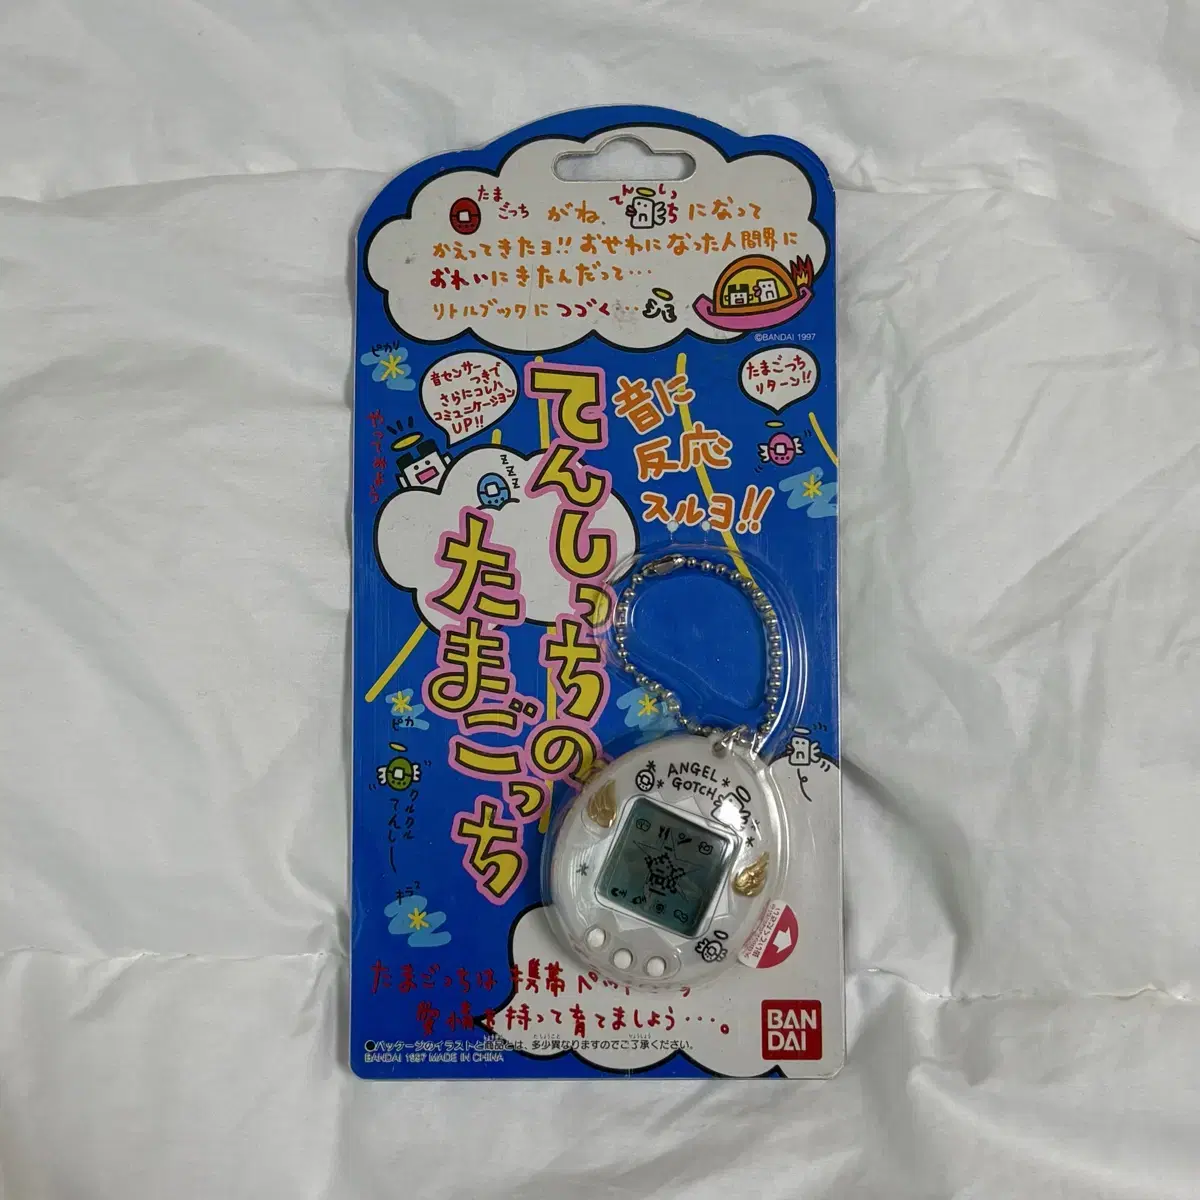 たまごっちがね、てんしっちになって
かえってきたヨ!!おせわになった人間界に
おれいにきたんだって…
リトルブックにつづく…
©BANDAI 1997
ピカリ
音センサー
つきで
さらたコレハ
コミュニケーション
UP!!
たまごっち
リターン!!
音に
反応
スルヨ!!
zzz
てんしっちの
たまごっち
ANGEL
GOTCH
ピカ
クルクル
てんしー
キラ2
たまごっちは携帯ペット
愛情を持って育てましょう…。
BAN
DAI
●パッケージのイラストと商品とは、多少異なりますのでご了承ください。
BANDAI 1997 MADE IN CHINA